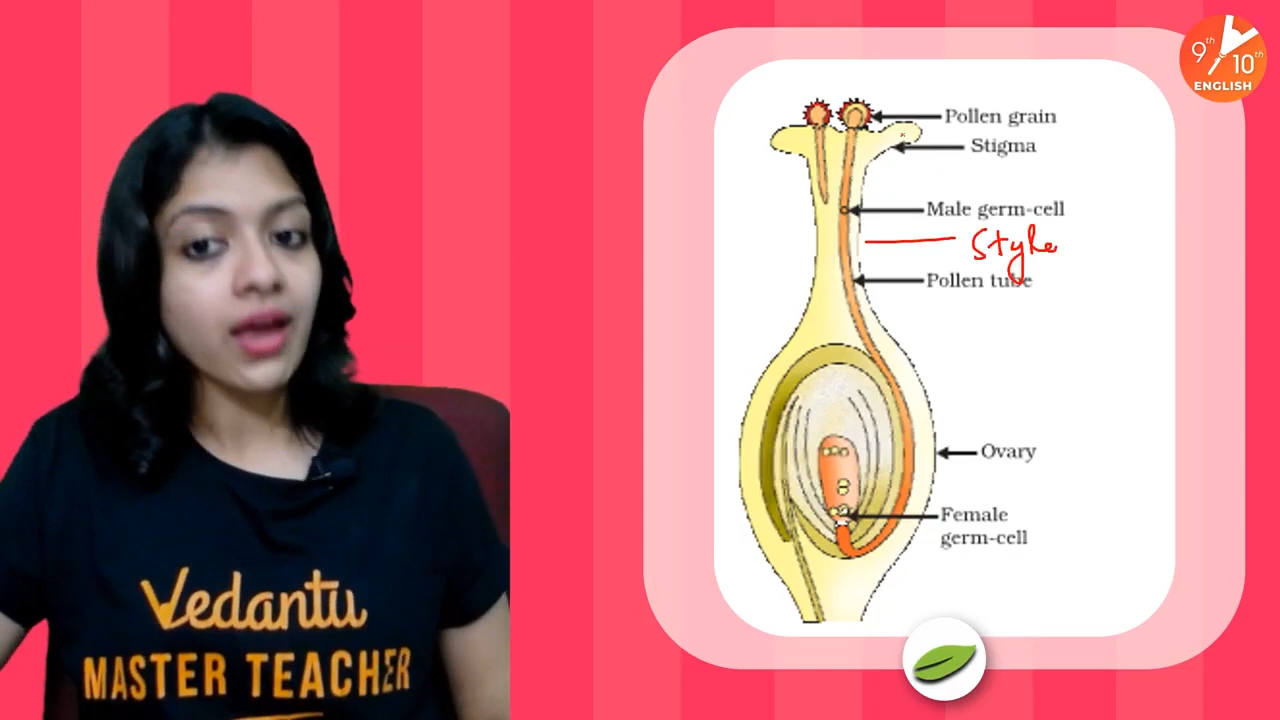 9th 10th
ENGLISH
Pollen grain
Stigma
Male germ-cell
Style
Pollen tube
Ovary
Female
germ-cell
Vedantu
MASTER TEACHER